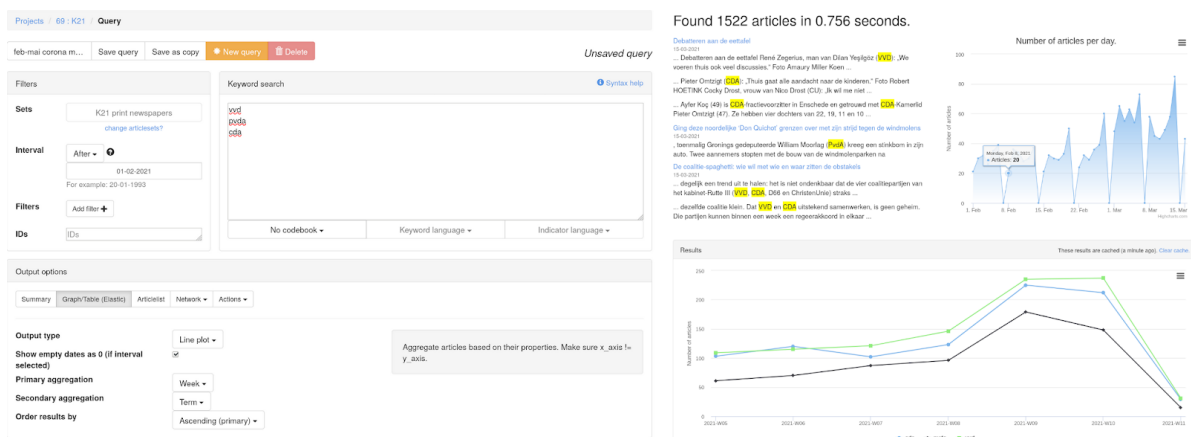 Projects / 69 : K21 / Query
feb-mai corona m... Save query Save as copy New query Delete
Unsaved query
Filters
Sets
K21 print newspapers
change articlesets?
Interval
After
01-02-2021
For example: 20-01-1993
Filters
Add filter
IDs
IDs
Keyword search
Syntax help
vvd
pvda
cda
No codebook Keyword language Indicator language
Output options
Summary Graph/Table (Elastic) Articlelist Network Actions
Output type
Line plot
Show empty dates as 0 (if interval
selected)
Primary aggregation
Week
Secondary aggregation
Term
Order results by
Ascending (primary)
Aggregate articles based on their properties. Make sure x_axis !=
y_axis.
Found 1522 articles in 0.756 seconds.
Debatteren aan de eettafel
15-03-2021
... Debatteren aan de eettafel René Zegerius, man van Dilan Yeşilgöz (VVD): „We
voeren thuis ook veel discussies.” Foto Amaury Miller Koen ...
... Pieter Omtzigt (CDA): „Thuis gaat alle aandacht naar de kinderen.” Foto Robert
HOETINK Cocky Drost, vrouw van Nico Drost (CU): „Ik wil me niet ...
... Ayfer Koç (49) is CDA-fractievoorzitter in Enschede en getrouwd met CDA-Kamerlid
Pieter Omtzigt (47). Ze hebben vier dochters van 22, 19, 11 en 10 ...
Ging deze noordelijke 'Don Quichot' grenzen over met zijn strijd tegen de windmolens
15-03-2021
, toenmalig Gronings gedeputeerde William Moorlag (PvdA) kreeg een stinkbom in zijn
auto. Twee aannemers stopten met de bouw van de windmolenparken na
De coalitie-spaghetti: wie wil met wie en waar zitten de obstakels
15-03-2021
... degelijk een trend uit te halen: het is niet ondenkbaar dat de vier coalitiepartijen van
het kabinet-Rutte III (VVD, CDA, D66 en ChristenUnie) straks ...
... dezelfde coalitie klein. Dat VVD en CDA uitstekend samenwerken, is geen geheim.
Die partijen kunnen binnen een week een regeerakkoord in elkaar ...
Number of articles per day.
Number of articles
100
80
60
40
20
0
Monday, Feb 8, 2021
Articles: 20
1. Feb 8. Feb 15. Feb 22. Feb 1. Mar 8. Mar 15. Mar
Highcharts.com
Results
These results are cached (a minute ago). Clear cache.
Number of articles
250
200
150
100
50
0
2021-W05 2021-W06 2021-W07 2021-W08 2021-W09 2021-W10 2021-W11